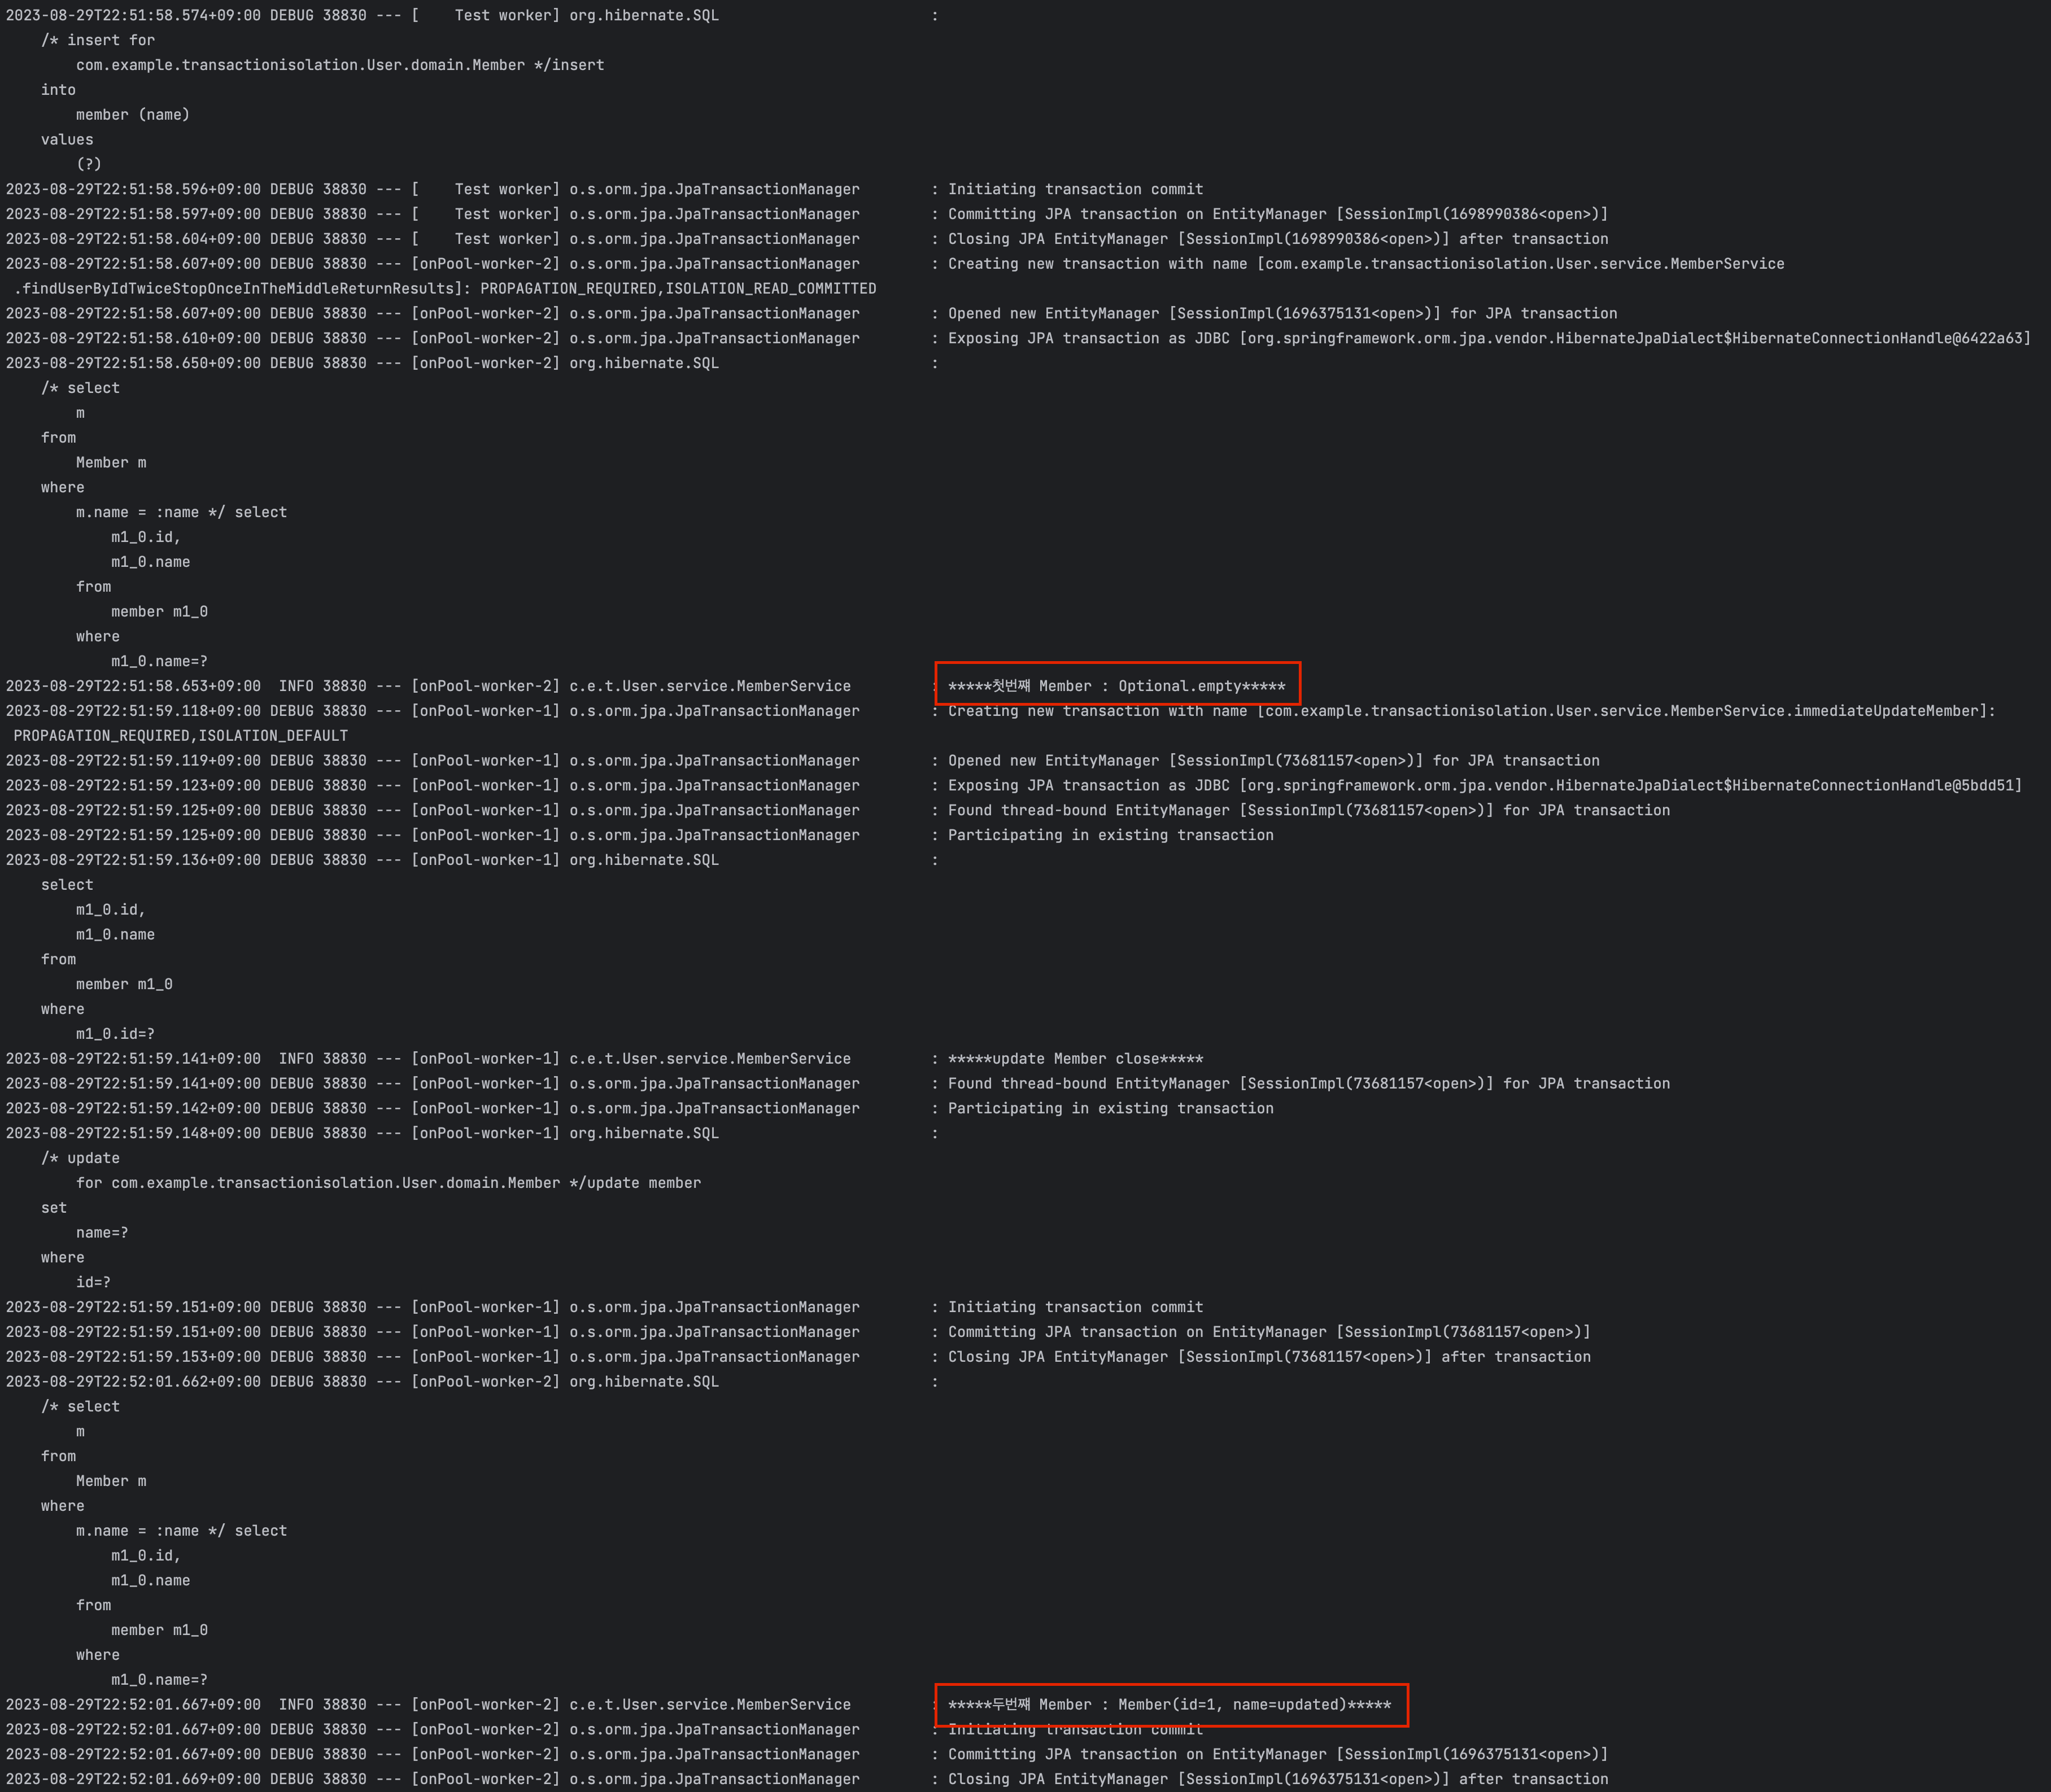 2023-08-29T22:51:58.574+09:00 DEBUG 38830 --- [    Test worker] org.hibernate.SQL                        :
    /* insert for
        com.example.transactionisolation.User.domain.Member */insert
    into
        member (name)
    values
        (?)
2023-08-29T22:51:58.596+09:00 DEBUG 38830 --- [    Test worker] o.s.orm.jpa.JpaTransactionManager        : Initiating transaction commit
2023-08-29T22:51:58.597+09:00 DEBUG 38830 --- [    Test worker] o.s.orm.jpa.JpaTransactionManager        : Committing JPA transaction on EntityManager [SessionImpl(1698990386<open>)]
2023-08-29T22:51:58.604+09:00 DEBUG 38830 --- [    Test worker] o.s.orm.jpa.JpaTransactionManager        : Closing JPA EntityManager [SessionImpl(1698990386<open>)] after transaction
2023-08-29T22:51:58.607+09:00 DEBUG 38830 --- [onPool-worker-2] o.s.orm.jpa.JpaTransactionManager        : Creating new transaction with name [com.example.transactionisolation.User.service.MemberService
 .findUserByIdTwiceStopOnceInTheMiddleReturnResults]: PROPAGATION_REQUIRED,ISOLATION_READ_COMMITTED
2023-08-29T22:51:58.607+09:00 DEBUG 38830 --- [onPool-worker-2] o.s.orm.jpa.JpaTransactionManager        : Opened new EntityManager [SessionImpl(1696375131<open>)] for JPA transaction
2023-08-29T22:51:58.610+09:00 DEBUG 38830 --- [onPool-worker-2] o.s.orm.jpa.JpaTransactionManager        : Exposing JPA transaction as JDBC [org.springframework.orm.jpa.vendor.HibernateJpaDialect$HibernateConnectionHandle@6422a63]
2023-08-29T22:51:58.650+09:00 DEBUG 38830 --- [onPool-worker-2] org.hibernate.SQL                        :
    /* select
        m
    from
        Member m
    where
        m.name = :name */ select
            m1_0.id,
            m1_0.name
        from
            member m1_0
        where
            m1_0.name=?
2023-08-29T22:51:58.653+09:00  INFO 38830 --- [onPool-worker-2] c.e.t.User.service.MemberService         : *****첫번쨰 Member : Optional.empty*****
2023-08-29T22:51:59.118+09:00 DEBUG 38830 --- [onPool-worker-1] o.s.orm.jpa.JpaTransactionManager        : Creating new transaction with name [com.example.transactionisolation.User.service.MemberService.immediateUpdateMember]:
 PROPAGATION_REQUIRED,ISOLATION_DEFAULT
2023-08-29T22:51:59.119+09:00 DEBUG 38830 --- [onPool-worker-1] o.s.orm.jpa.JpaTransactionManager        : Opened new EntityManager [SessionImpl(73681157<open>)] for JPA transaction
2023-08-29T22:51:59.123+09:00 DEBUG 38830 --- [onPool-worker-1] o.s.orm.jpa.JpaTransactionManager        : Exposing JPA transaction as JDBC [org.springframework.orm.jpa.vendor.HibernateJpaDialect$HibernateConnectionHandle@5bdd51]
2023-08-29T22:51:59.125+09:00 DEBUG 38830 --- [onPool-worker-1] o.s.orm.jpa.JpaTransactionManager        : Found thread-bound EntityManager [SessionImpl(73681157<open>)] for JPA transaction
2023-08-29T22:51:59.125+09:00 DEBUG 38830 --- [onPool-worker-1] o.s.orm.jpa.JpaTransactionManager        : Participating in existing transaction
2023-08-29T22:51:59.136+09:00 DEBUG 38830 --- [onPool-worker-1] org.hibernate.SQL                        :
    select
        m1_0.id,
        m1_0.name
    from
        member m1_0
    where
        m1_0.id=?
2023-08-29T22:51:59.141+09:00  INFO 38830 --- [onPool-worker-1] c.e.t.User.service.MemberService         : *****update Member close*****
2023-08-29T22:51:59.141+09:00 DEBUG 38830 --- [onPool-worker-1] o.s.orm.jpa.JpaTransactionManager        : Found thread-bound EntityManager [SessionImpl(73681157<open>)] for JPA transaction
2023-08-29T22:51:59.142+09:00 DEBUG 38830 --- [onPool-worker-1] o.s.orm.jpa.JpaTransactionManager        : Participating in existing transaction
2023-08-29T22:51:59.148+09:00 DEBUG 38830 --- [onPool-worker-1] org.hibernate.SQL                        :
    /* update
        for com.example.transactionisolation.User.domain.Member */update member
    set
        name=?
    where
        id=?
2023-08-29T22:51:59.151+09:00 DEBUG 38830 --- [onPool-worker-1] o.s.orm.jpa.JpaTransactionManager        : Initiating transaction commit
2023-08-29T22:51:59.151+09:00 DEBUG 38830 --- [onPool-worker-1] o.s.orm.jpa.JpaTransactionManager        : Committing JPA transaction on EntityManager [SessionImpl(73681157<open>)]
2023-08-29T22:51:59.153+09:00 DEBUG 38830 --- [onPool-worker-1] o.s.orm.jpa.JpaTransactionManager        : Closing JPA EntityManager [SessionImpl(73681157<open>)] after transaction
2023-08-29T22:52:01.662+09:00 DEBUG 38830 --- [onPool-worker-2] org.hibernate.SQL                        :
    /* select
        m
    from
        Member m
    where
        m.name = :name */ select
            m1_0.id,
            m1_0.name
        from
            member m1_0
        where
            m1_0.name=?
2023-08-29T22:52:01.667+09:00  INFO 38830 --- [onPool-worker-2] c.e.t.User.service.MemberService         : *****두번쨰 Member : Member(id=1, name=updated)*****
2023-08-29T22:52:01.667+09:00 DEBUG 38830 --- [onPool-worker-2] o.s.orm.jpa.JpaTransactionManager        : Initiating transaction commit
2023-08-29T22:52:01.667+09:00 DEBUG 38830 --- [onPool-worker-2] o.s.orm.jpa.JpaTransactionManager        : Committing JPA transaction on EntityManager [SessionImpl(1696375131<open>)]
2023-08-29T22:52:01.669+09:00 DEBUG 38830 --- [onPool-worker-2] o.s.orm.jpa.JpaTransactionManager        : Closing JPA EntityManager [SessionImpl(1696375131<open>)] after transaction